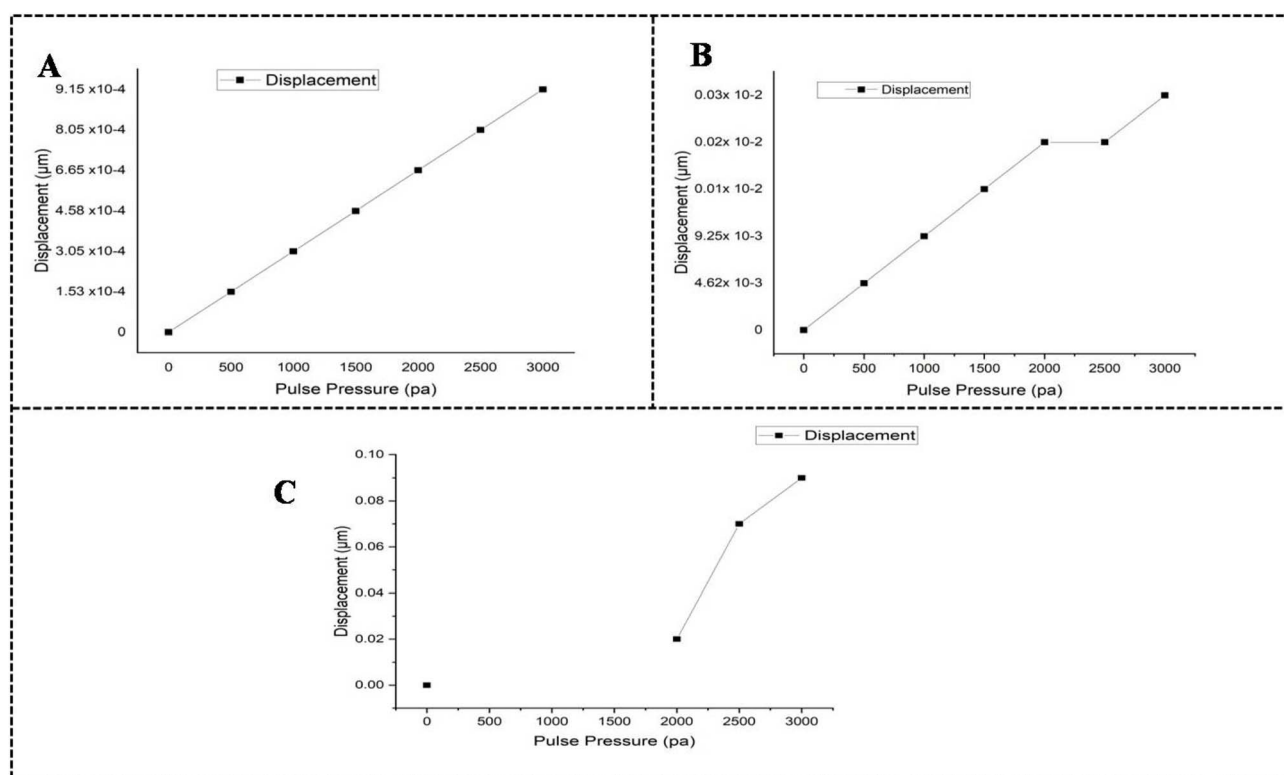 A
Displacement
9.15 x10-4
8.05 x10-4
6.65 x10-4
4.58 x10-4
3.05 x10-4
1.53 x10-4
0
Displacement (μm)
0 500 1000 1500 2000 2500 3000
Pulse Pressure (pa)
B
Displacement
0.03x 10-2
0.02x 10-2
0.01x 10-2
9.25x 10-3
4.62x 10-3
0
Displacement (μm)
0 500 1000 1500 2000 2500 3000
Pulse Pressure (pa)
C
Displacement
0.10
0.08
0.06
0.04
0.02
0.00
Displacement (μm)
0 500 1000 1500 2000 2500 3000
Pulse Pressure (pa)